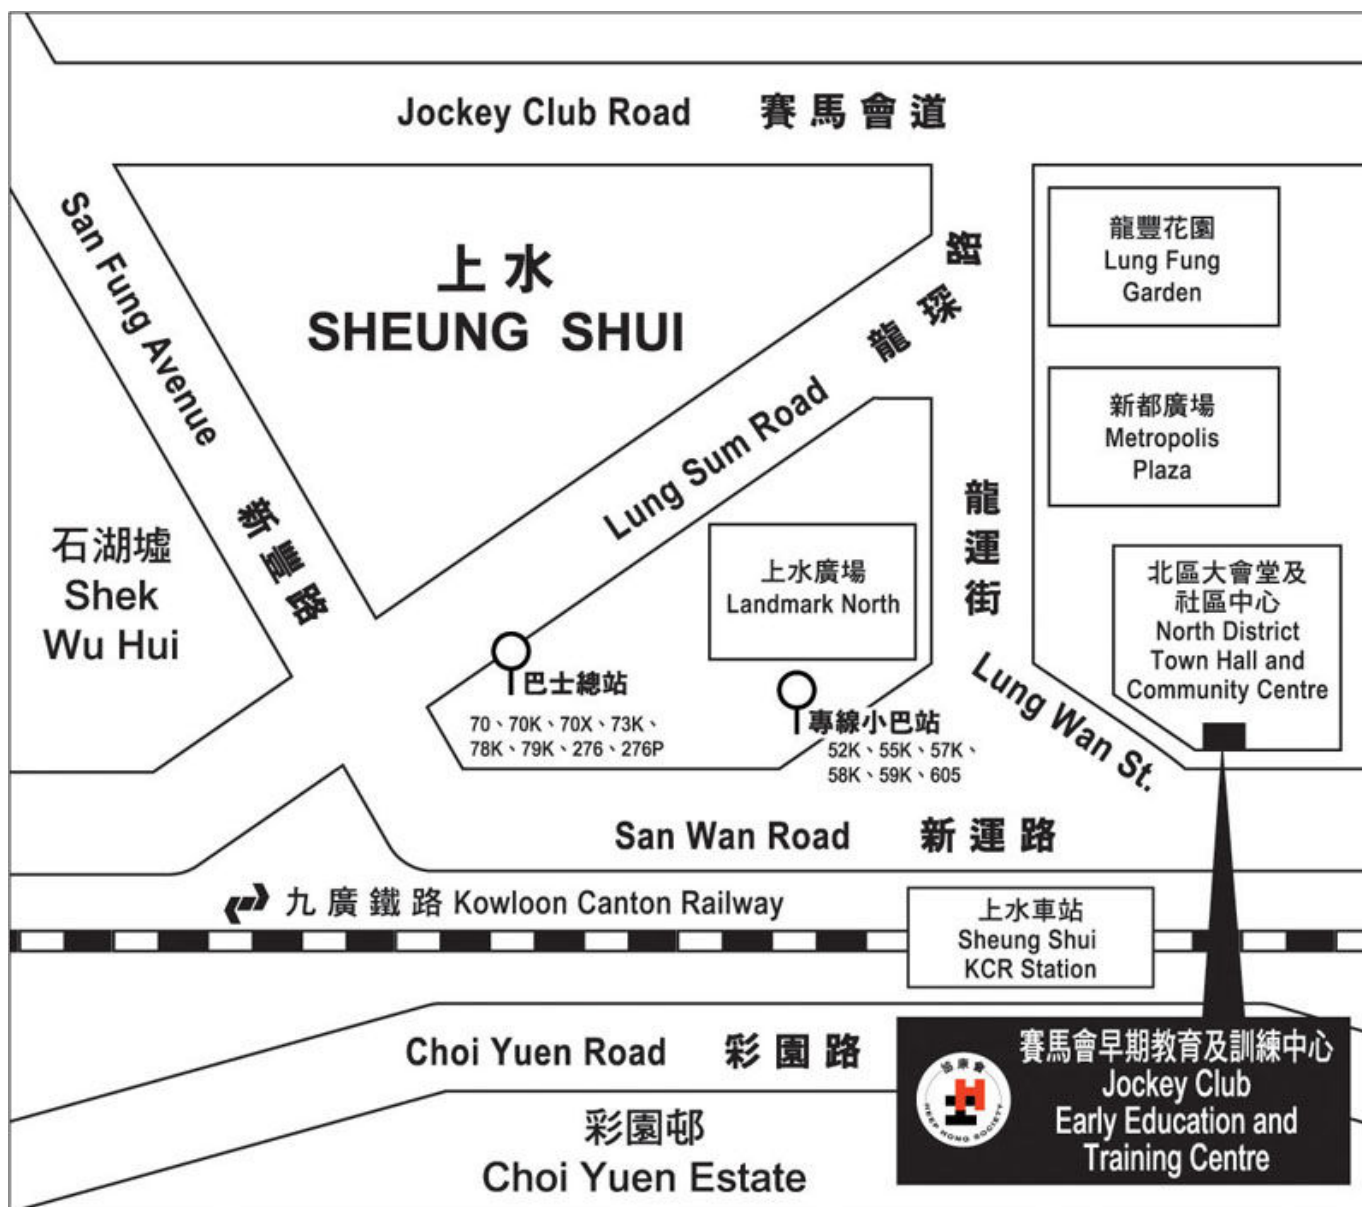 Jockey Club Road 賽馬會道
San Fung Avenue 新豐路
上水
SHEUNG SHUI
Lung Sum Road 龍琛路
龍豐花園
Lung Fung
Garden
新都廣場
Metropolis
Plaza
石湖墟
Shek
Wu Hui
上水廣場
Landmark North
龍運街
Lung Wan St.
北區大會堂及
社區中心
North District
Town Hall and
Community Centre
巴士總站
70、70K、70X、73K、
78K、79K、276、276P
專線小巴站
52K、55K、57K、
58K、59K、605
San Wan Road 新運路
九廣鐵路 Kowloon Canton Railway
上水車站
Sheung Shui
KCR Station
Choi Yuen Road 彩園路
彩園邨
Choi Yuen Estate
協康會
HEEP HONG SOCIETY
賽馬會早期教育及訓練中心
Jockey Club
Early Education and
Training Centre